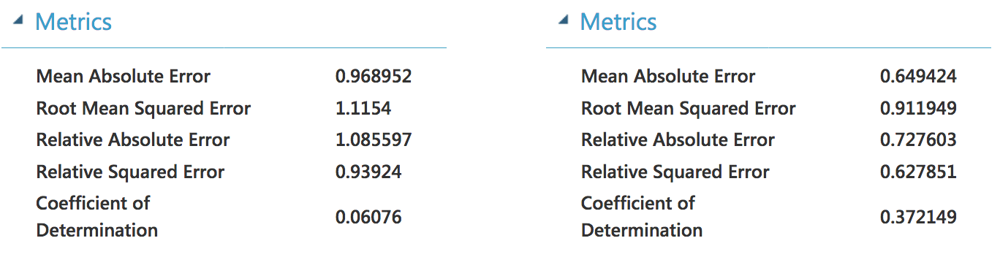 Metrics
Mean Absolute Error 0.968952
Root Mean Squared Error 1.1154
Relative Absolute Error 1.085597
Relative Squared Error 0.93924
Coefficient of
Determination 0.06076
Metrics
Mean Absolute Error 0.649424
Root Mean Squared Error 0.911949
Relative Absolute Error 0.727603
Relative Squared Error 0.627851
Coefficient of
Determination 0.372149